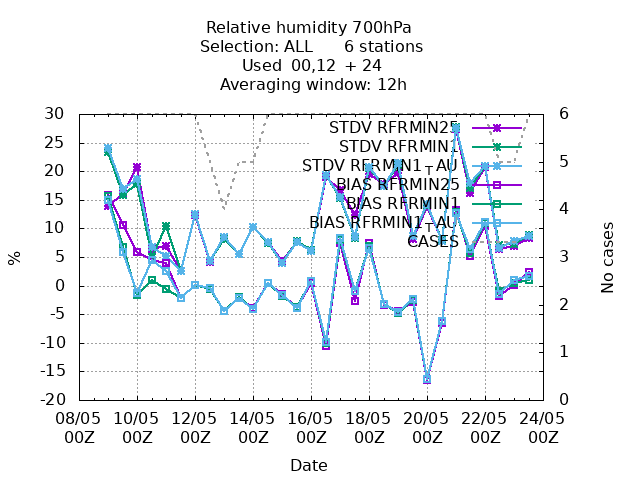 Relative humidity 700hPa
Selection: ALL 6 stations
Used 00,12 + 24
Averaging window: 12h
30 25 20 15 10 5 0 -5 -10 -15 -20
%
STDV RFRMIN25
STDV RFRMIN1
STDV RFRMIN1_T_AU
BIAS RFRMIN25
BIAS RFRMIN1
BIAS RFRMIN1_T_AU
CASES
6 5 4 3 2 1 0
No cases
08/05 10/05 12/05 14/05 16/05 18/05 20/05 22/05 24/05
00Z 00Z 00Z 00Z 00Z 00Z 00Z 00Z 00Z
Date